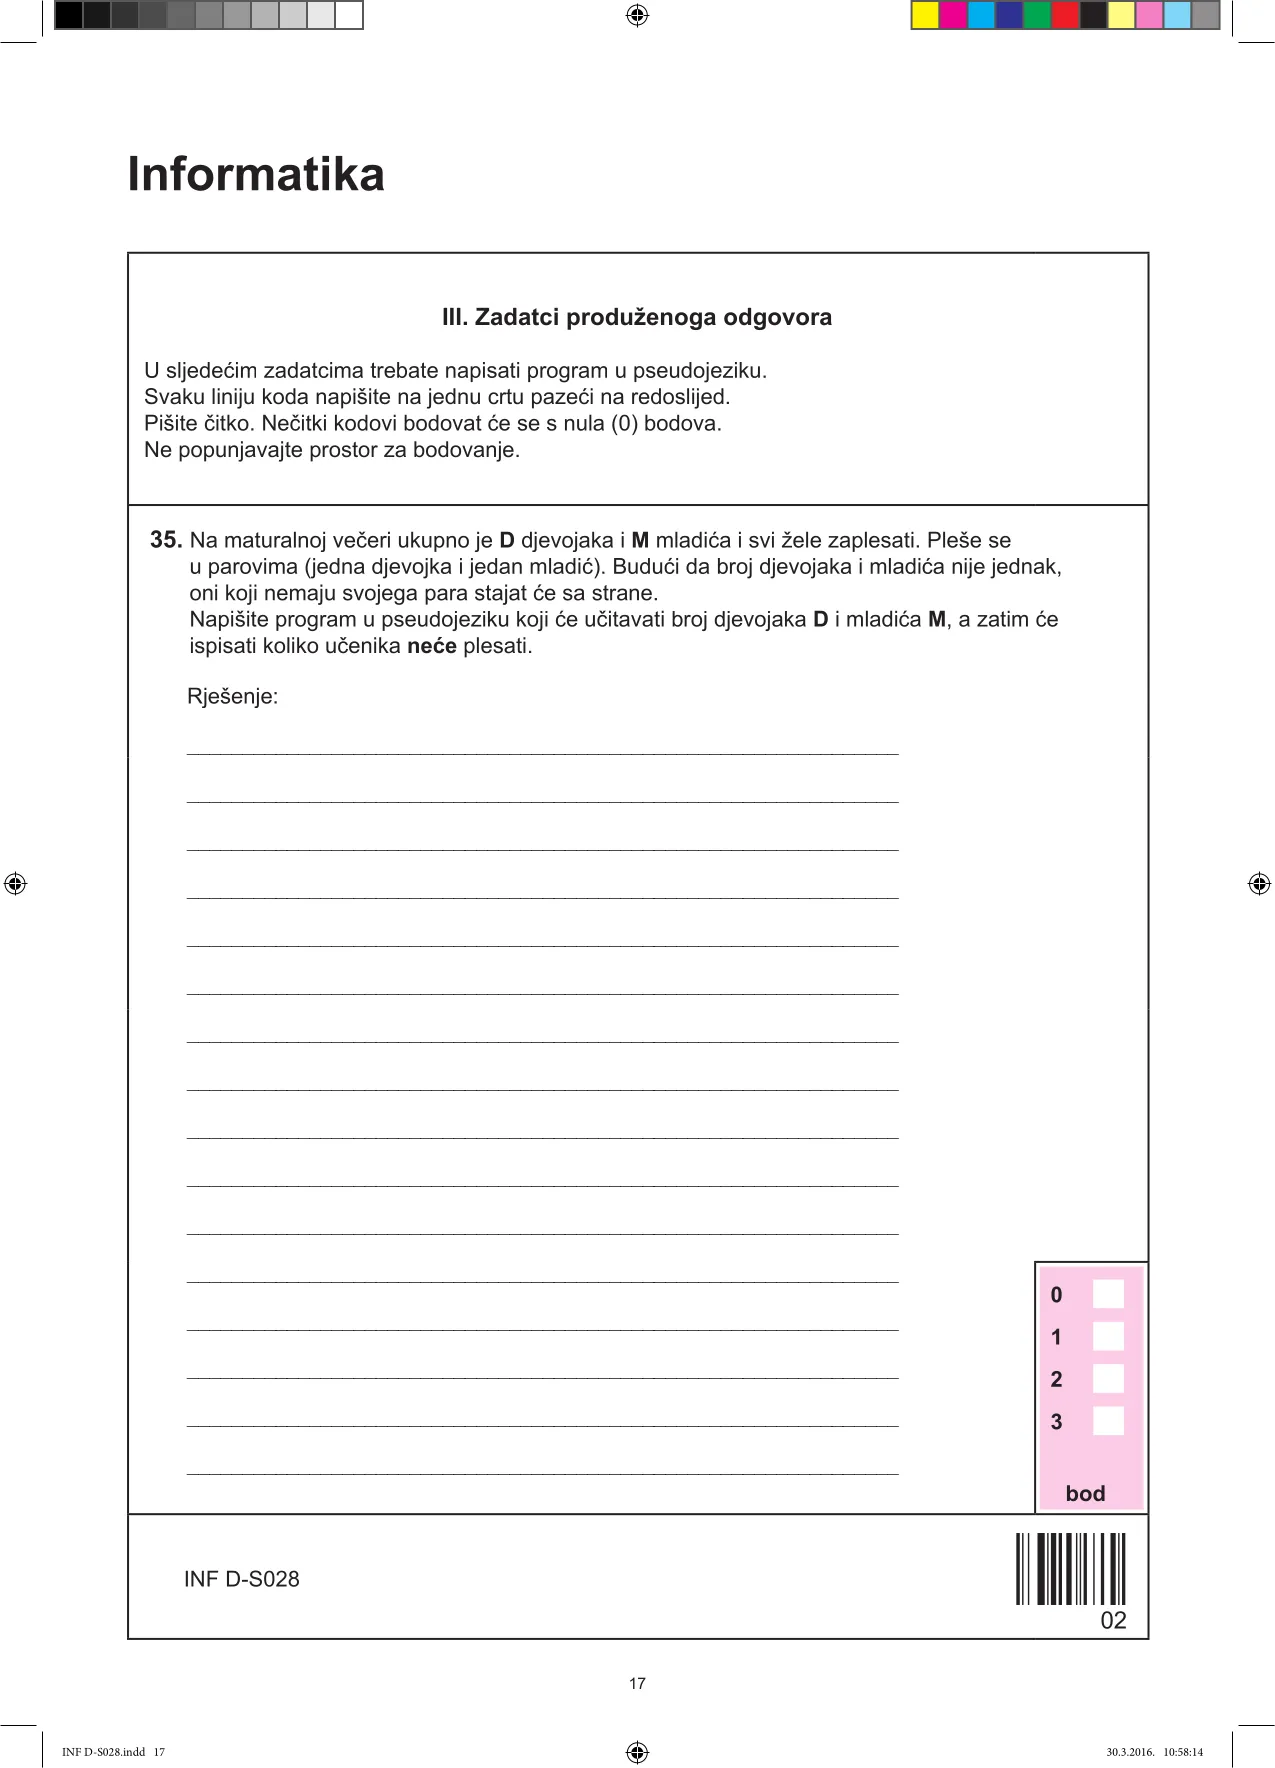 Informatika
III. Zadatci produženoga odgovora
U sljedećim zadatcima trebate napisati program u pseudojeziku.
Svaku liniju koda napišite na jednu crtu pazeći na redoslijed.
Pišite čitko. Nečitki kodovi bodovat će se s nula (0) bodova.
Ne popunjavajte prostor za bodovanje.
35. Na maturalnoj večeri ukupno je D djevojaka i M mladića i svi žele zaplesati. Pleše se
u parovima (jedna djevojka i jedan mladić). Budući da broj djevojaka i mladića nije jednak,
oni koji nemaju svojega para stajat će sa strane.
Napišite program u pseudojeziku koji će učitavati broj djevojaka D i mladića M, a zatim će
ispisati koliko učenika neće plesati.
Rješenje:
0
1
2
3
bod
INF D-S028
02
17
INF D-S028.indd 17
30.3.2016. 10:58:14